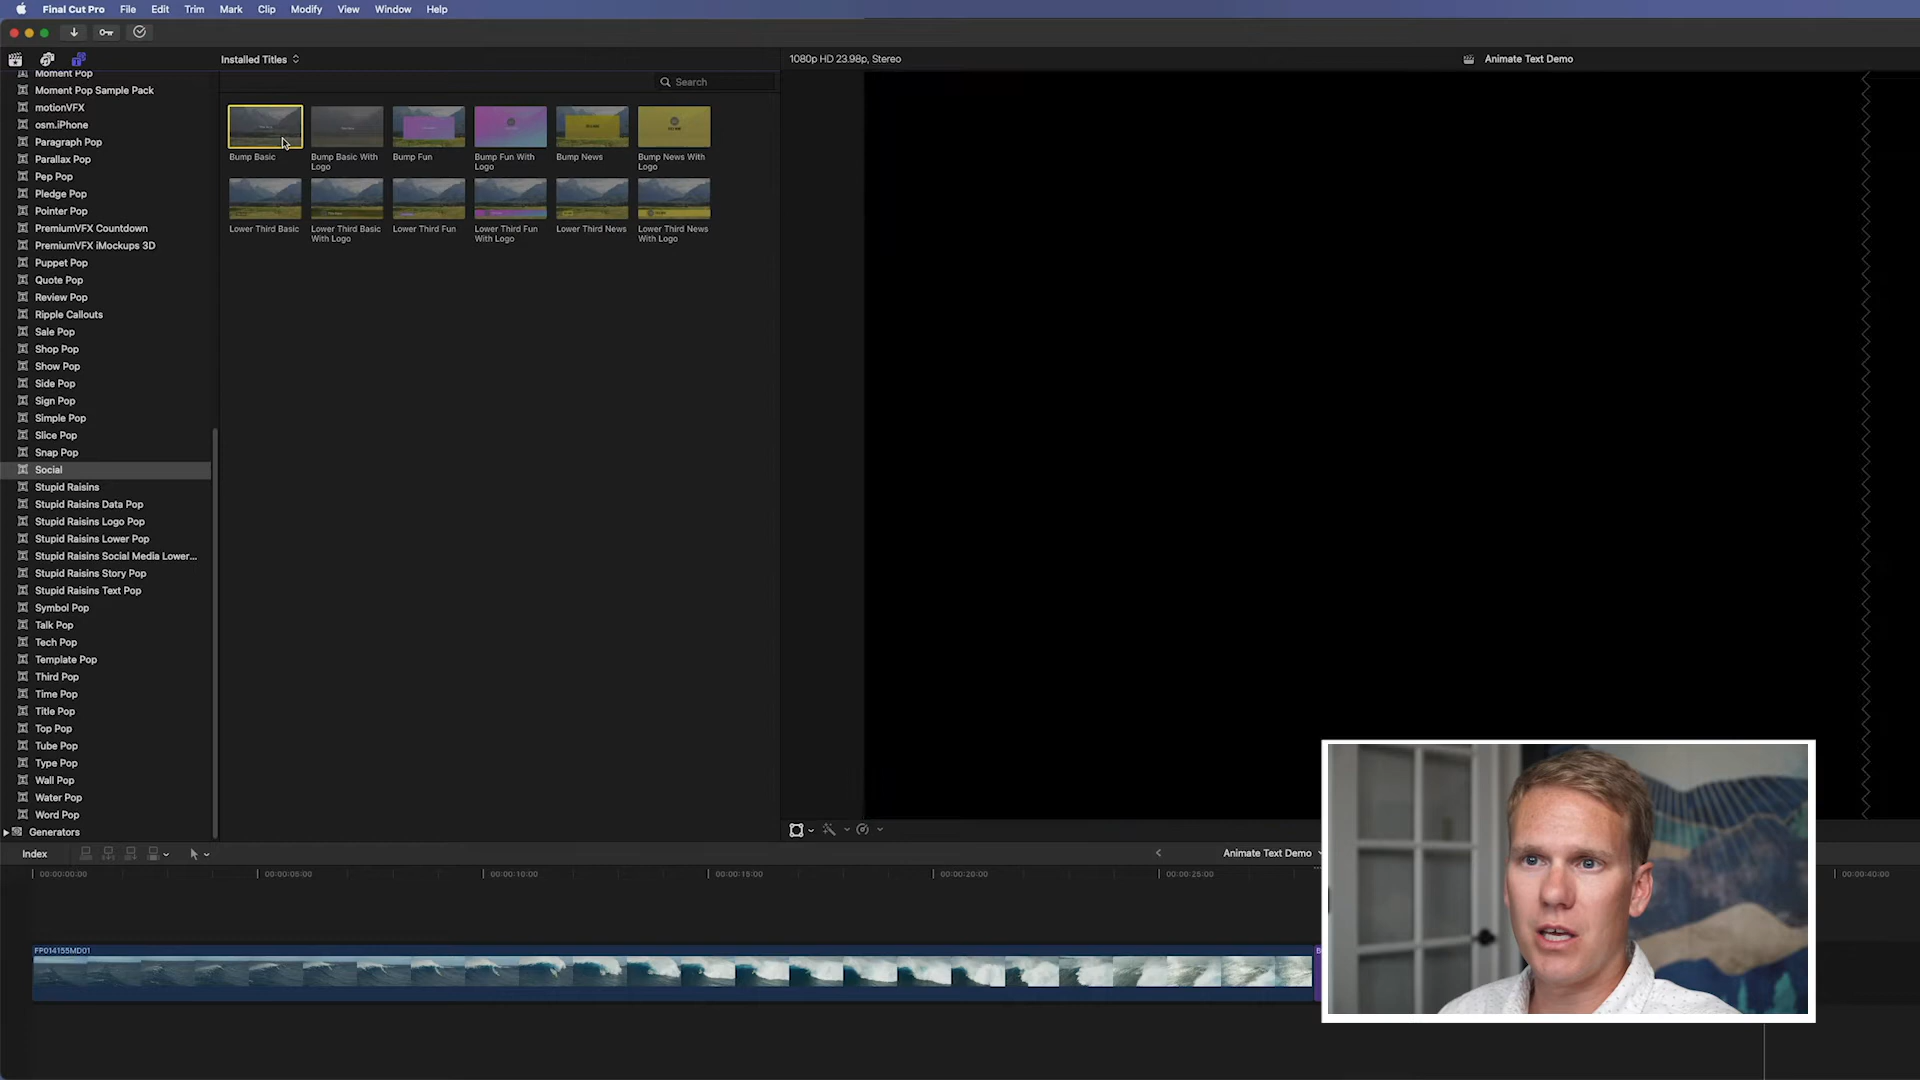 Final Cut Pro File Edit Trim Mark Clip Modify View Window Help
Installed Titles
1080p HD 23.98p, Stereo
Animate Text Demo
Search
Moment Pop
Moment Pop Sample Pack
motionVFX
osm.iPhone
Paragraph Pop
Parallax Pop
Pep Pop
Pledge Pop
Pointer Pop
PremiumVFX Countdown
PremiumVFX iMockups 3D
Puppet Pop
Quote Pop
Review Pop
Ripple Callouts
Sale Pop
Shop Pop
Show Pop
Side Pop
Sign Pop
Simple Pop
Slice Pop
Snap Pop
Social
Stupid Raisins
Stupid Raisins Data Pop
Stupid Raisins Logo Pop
Stupid Raisins Lower Pop
Stupid Raisins Social Media Lower...
Stupid Raisins Story Pop
Stupid Raisins Text Pop
Symbol Pop
Talk Pop
Tech Pop
Template Pop
Third Pop
Time Pop
Title Pop
Top Pop
Tube Pop
Type Pop
Wall Pop
Water Pop
Word Pop
Generators
Bump Basic
Bump Basic With
Logo
Bump Fun
Bump Fun With
Logo
Bump News
Bump News With
Logo
Lower Third Basic
Lower Third Basic
With Logo
Lower Third Fun
Lower Third Fun
With Logo
Lower Third News
Lower Third News
With Logo
Index
Animate Text Demo
00:00:00:00 00:00:05:00 00:00:10:00 00:00:15:00 00:00:20:00 00:00:25:00 00:00:40:00
FP014155MD01